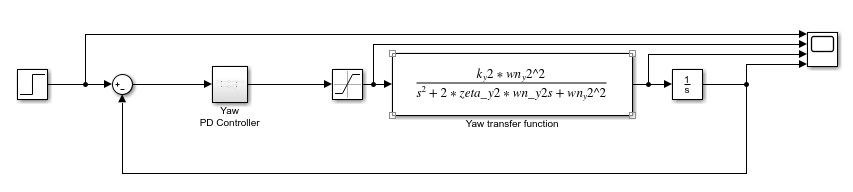 k_y2 * wn_y2^2
s^2 + 2 * zeta_y2 * wn_y2s + wn_y2^2
1
s
+
-
Yaw
PD Controller
Yaw transfer function